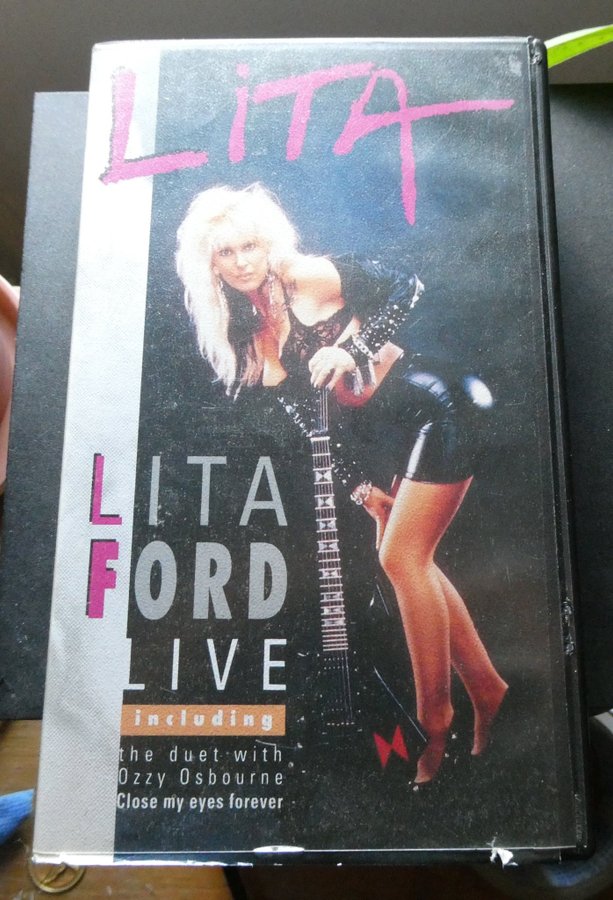 LiTA
LITA
FORD
LIVE
including
the duet with
Ozzy Osbourne
Close my eyes forever